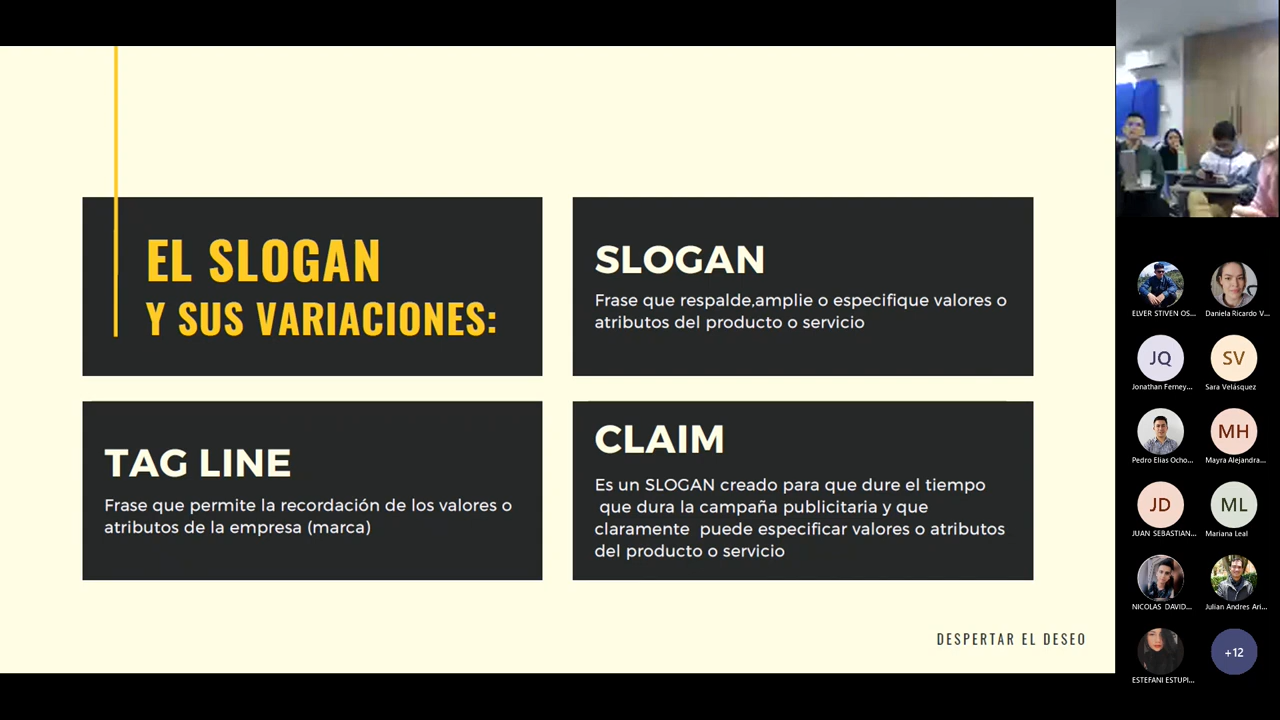 EL SLOGAN
Y SUS VARIACIONES:
SLOGAN
Frase que respalde,amplie o especifique valores o
atributos del producto o servicio
TAG LINE
Frase que permite la recordación de los valores o
atributos de la empresa (marca)
CLAIM
Es un SLOGAN creado para que dure el tiempo
que dura la campaña publicitaria y que
claramente puede especificar valores o atributos
del producto o servicio
DESPERTAR EL DESEO
ELVER STIVEN OS...
Daniela Ricardo V...
JQ
SV
Jonathan Ferney...
Sara Velásquez
MH
Pedro Elias Ocho...
Mayra Alejandra...
JD
ML
JUAN SEBASTIAN...
Mariana Leal
NICOLAS DAVID...
Julian Andres Ari...
+12
ESTEFANI ESTUPI...